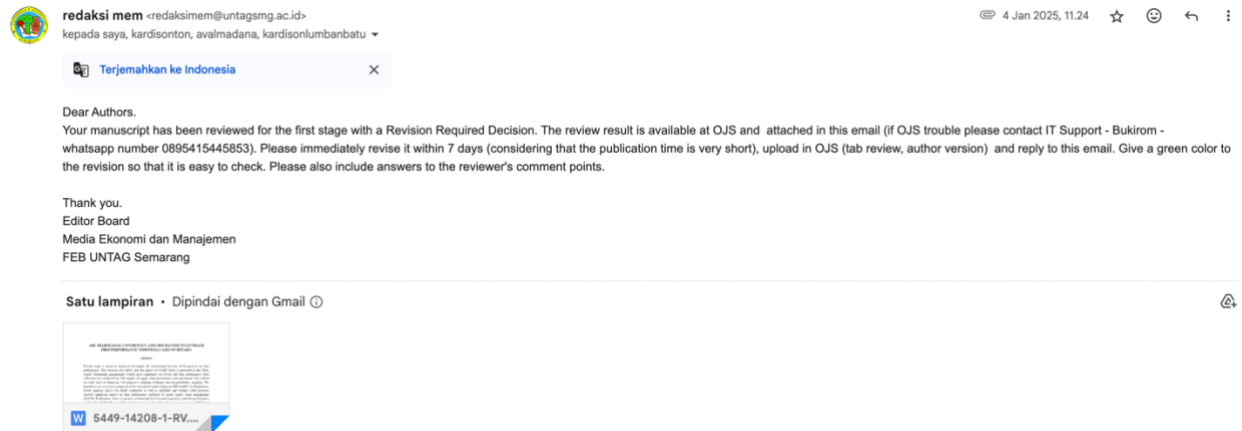 redaksi mem <redaksimem@untagsmg.ac.id>
4 Jan 2025, 11.24
kepada saya, kardisonton, avalmadana, kardisonlumbanbatu
Terjemahkan ke Indonesia
Dear Authors.
Your manuscript has been reviewed for the first stage with a Revision Required Decision. The review result is available at OJS and attached in this email (if OJS trouble please contact IT Support - Bukirom -
whatsapp number 0895415445853). Please immediately revise it within 7 days (considering that the publication time is very short), upload in OJS (tab review, author version) and reply to this email. Give a green color to
the revision so that it is easy to check. Please also include answers to the reviewer's comment points.
Thank you.
Editor Board
Media Ekonomi dan Manajemen
FEB UNTAG Semarang
Satu lampiran • Dipindai dengan Gmail
W 5449-14208-1-RV....